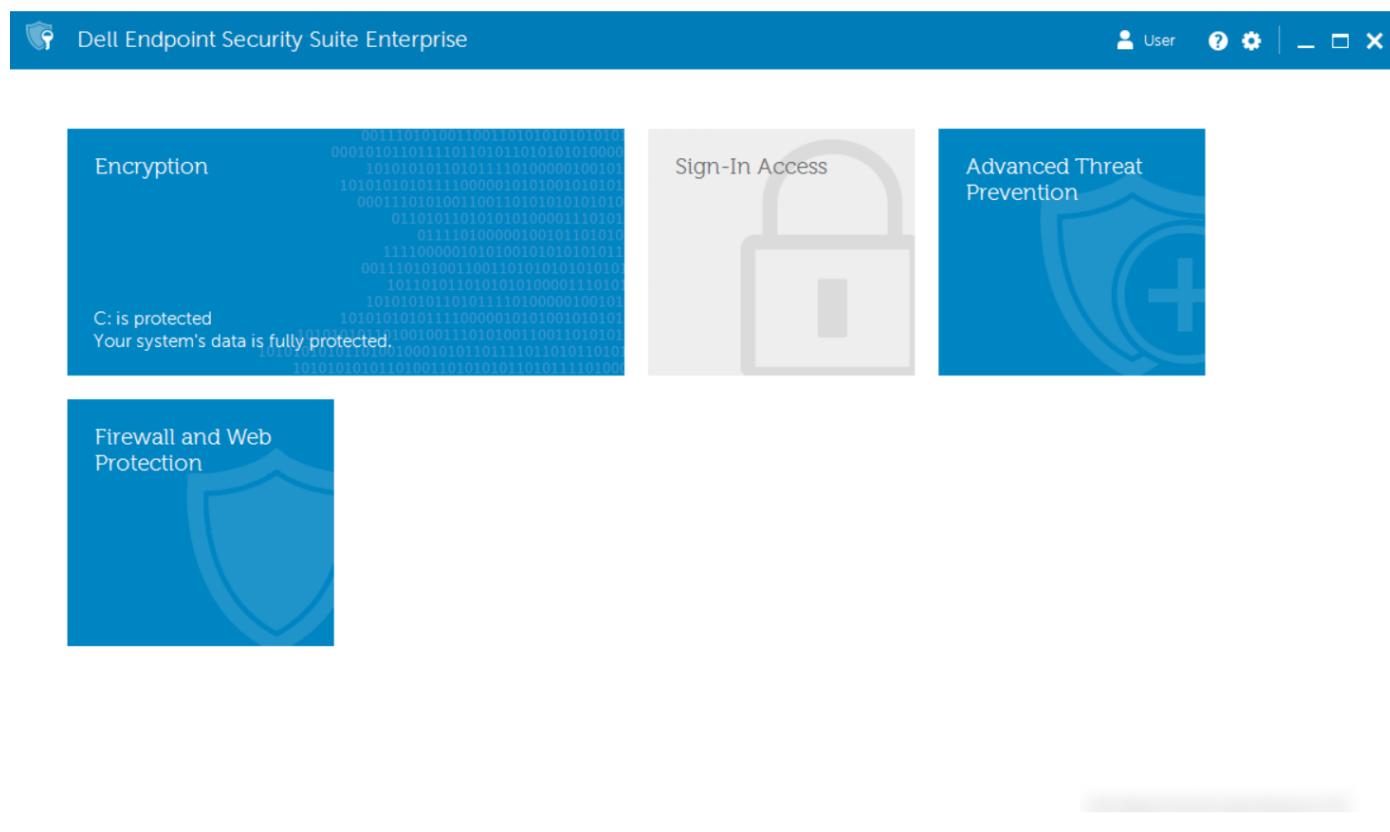 Dell Endpoint Security Suite Enterprise
User
Encryption
C: is protected
Your system's data is fully protected.
Sign-In Access
Advanced Threat
Prevention
Firewall and Web
Protection